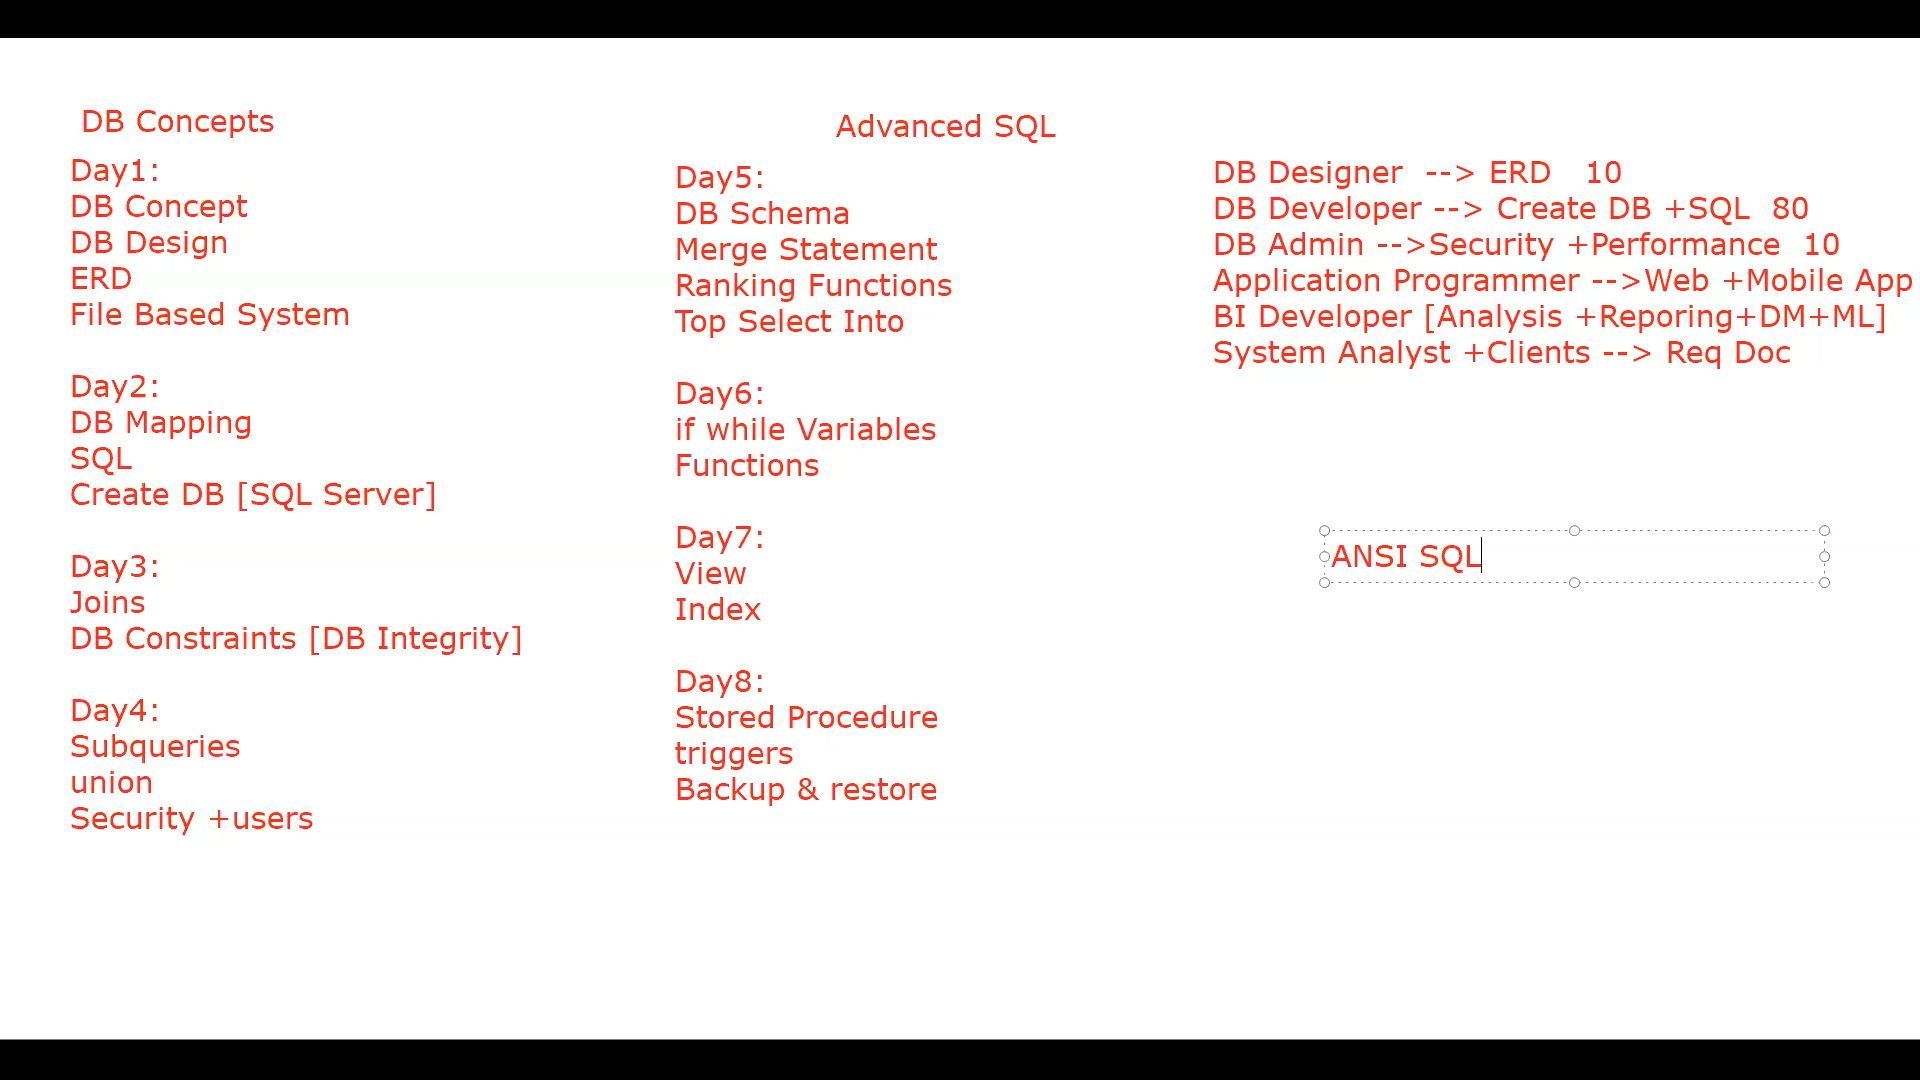 DB Concepts
Day1:
DB Concept
DB Design
ERD
File Based System
Day2:
DB Mapping
SQL
Create DB [SQL Server]
Day3:
Joins
DB Constraints [DB Integrity]
Day4:
Subqueries
union
Security +users
Advanced SQL
Day5:
DB Schema
Merge Statement
Ranking Functions
Top Select Into
Day6:
if while Variables
Functions
Day7:
View
Index
Day8:
Stored Procedure
triggers
Backup & restore
DB Designer --> ERD 10
DB Developer --> Create DB +SQL 80
DB Admin -->Security +Performance 10
Application Programmer -->Web +Mobile App
BI Developer [Analysis +Reporing+DM+ML]
System Analyst +Clients --> Req Doc
ANSI SQL